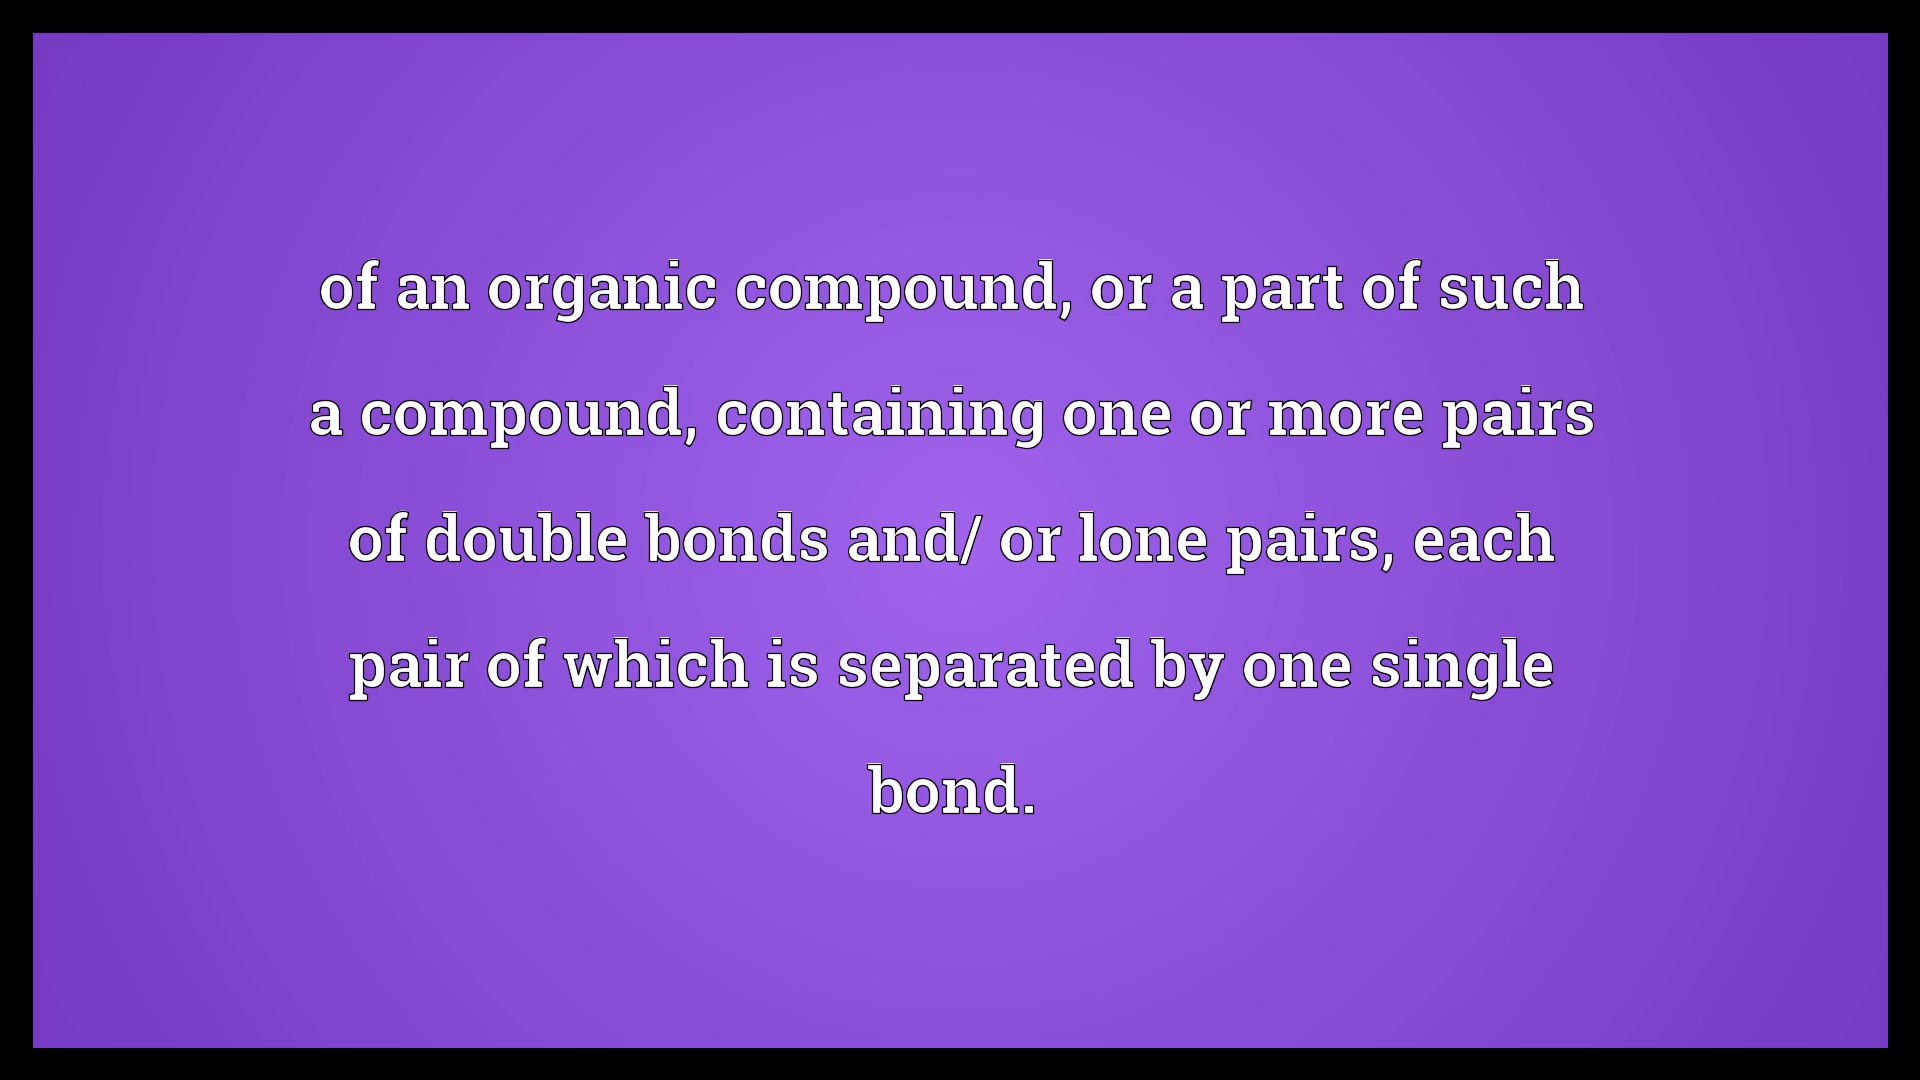 of an organic compound, or a part of such
a compound, containing one or more pairs
of double bonds and/ or lone pairs, each
pair of which is separated by one single
bond.